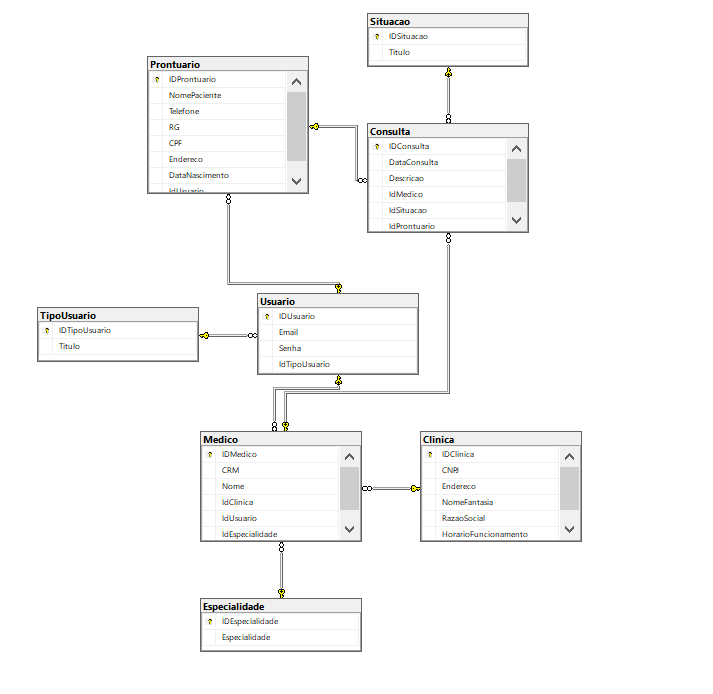 Situacao
IDSituacao
Titulo
Prontuario
IDProntuario
NomePaciente
Telefone
RG
CPF
Endereco
DataNascimento
IdUsuario
Consulta
IDConsulta
DataConsulta
Descricao
IdMedico
IdSituacao
IdProntuario
TipoUsuario
IDTipoUsuario
Titulo
Usuario
IDUsuario
Email
Senha
IdTipoUsuario
Medico
IDMedico
CRM
Nome
IdClinica
IdUsuario
IdEspecialidade
Clinica
IDClinica
CNPJ
Endereco
NomeFantasia
RazaoSocial
HorarioFuncionamento
Especialidade
IDEspecialidade
Especialidade